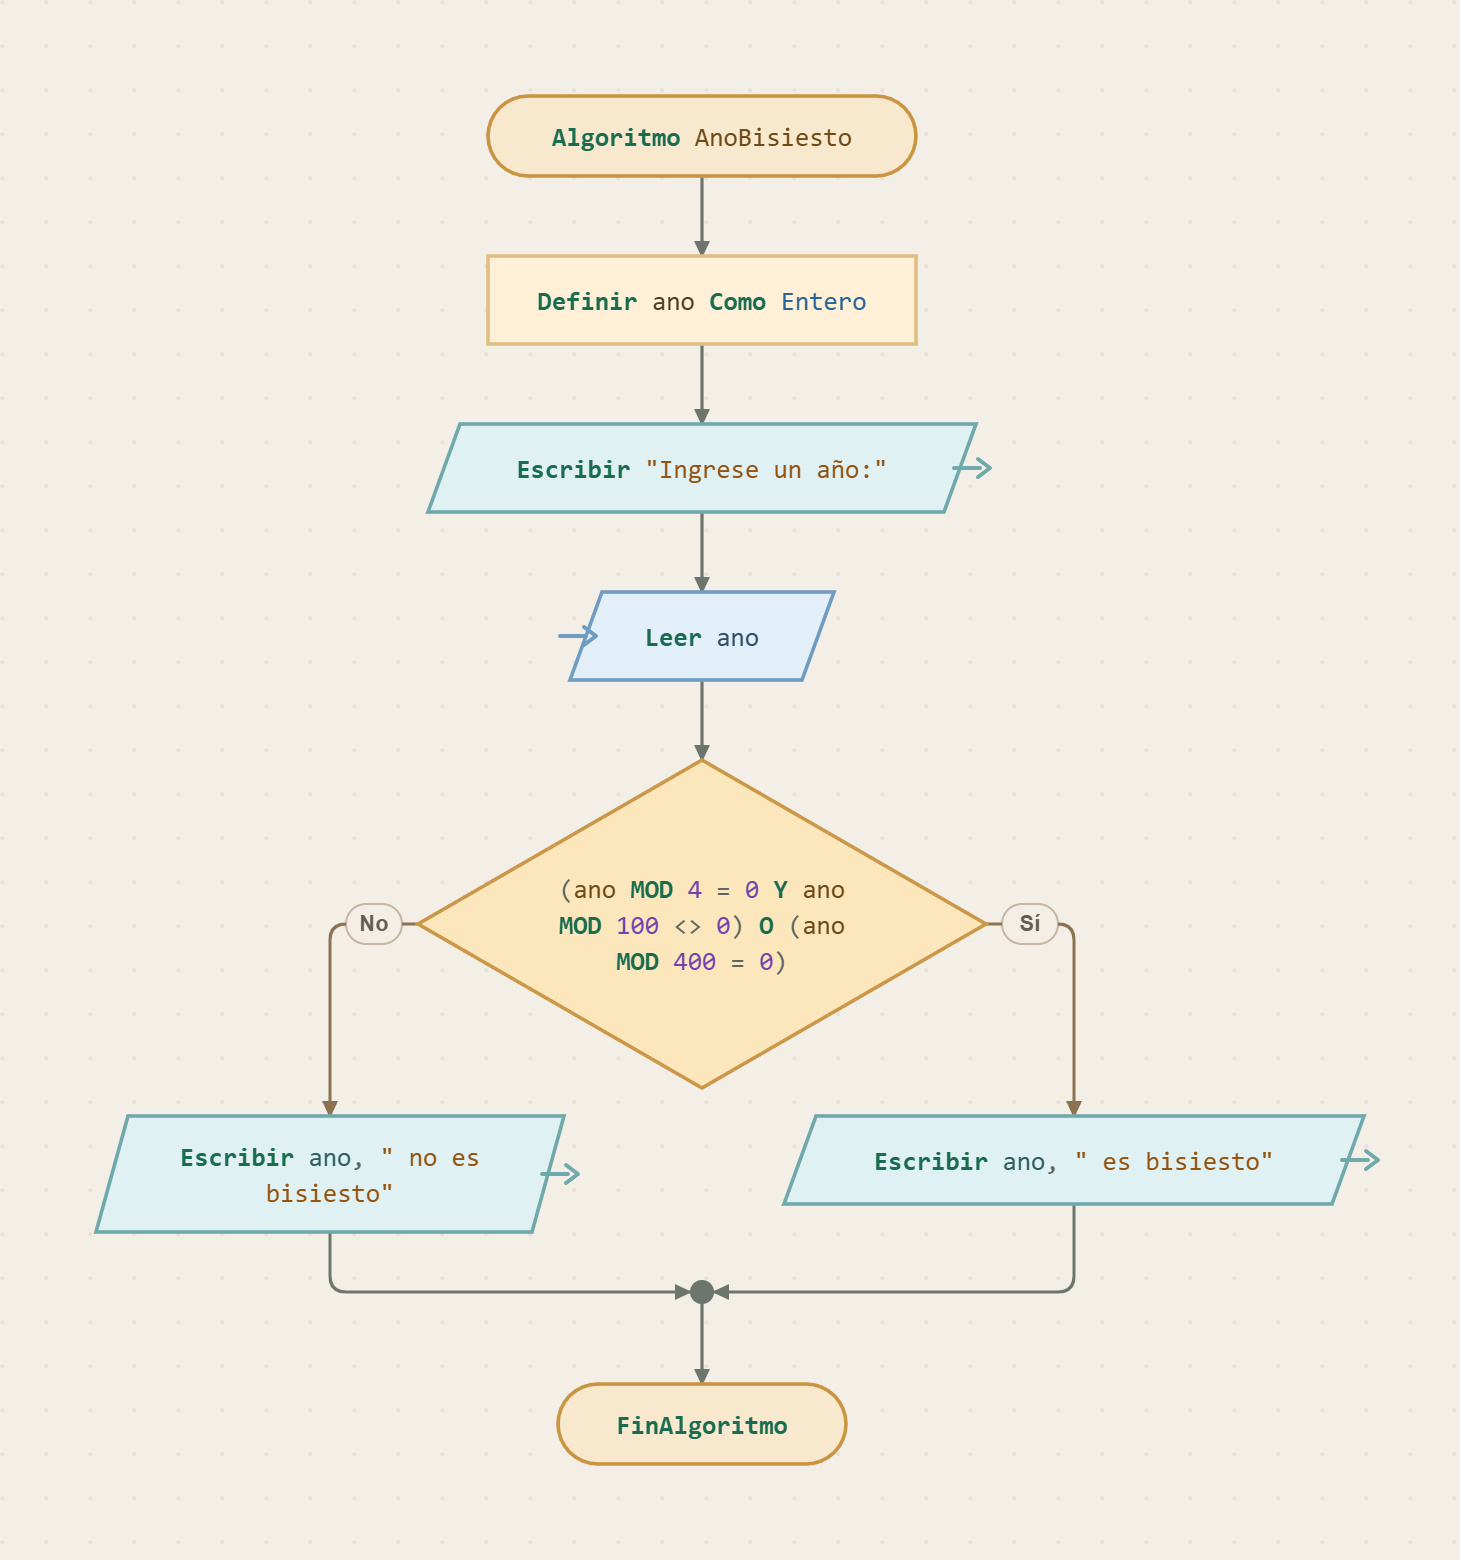 Algoritmo AnoBisiesto
Definir ano Como Entero
Escribir "Ingrese un año:"
Leer ano
(ano MOD 4 = 0 Y ano
MOD 100 <> 0) O (ano
MOD 400 = 0)
No
Sí
Escribir ano, " no es
bisiesto"
Escribir ano, " es bisiesto"
FinAlgoritmo